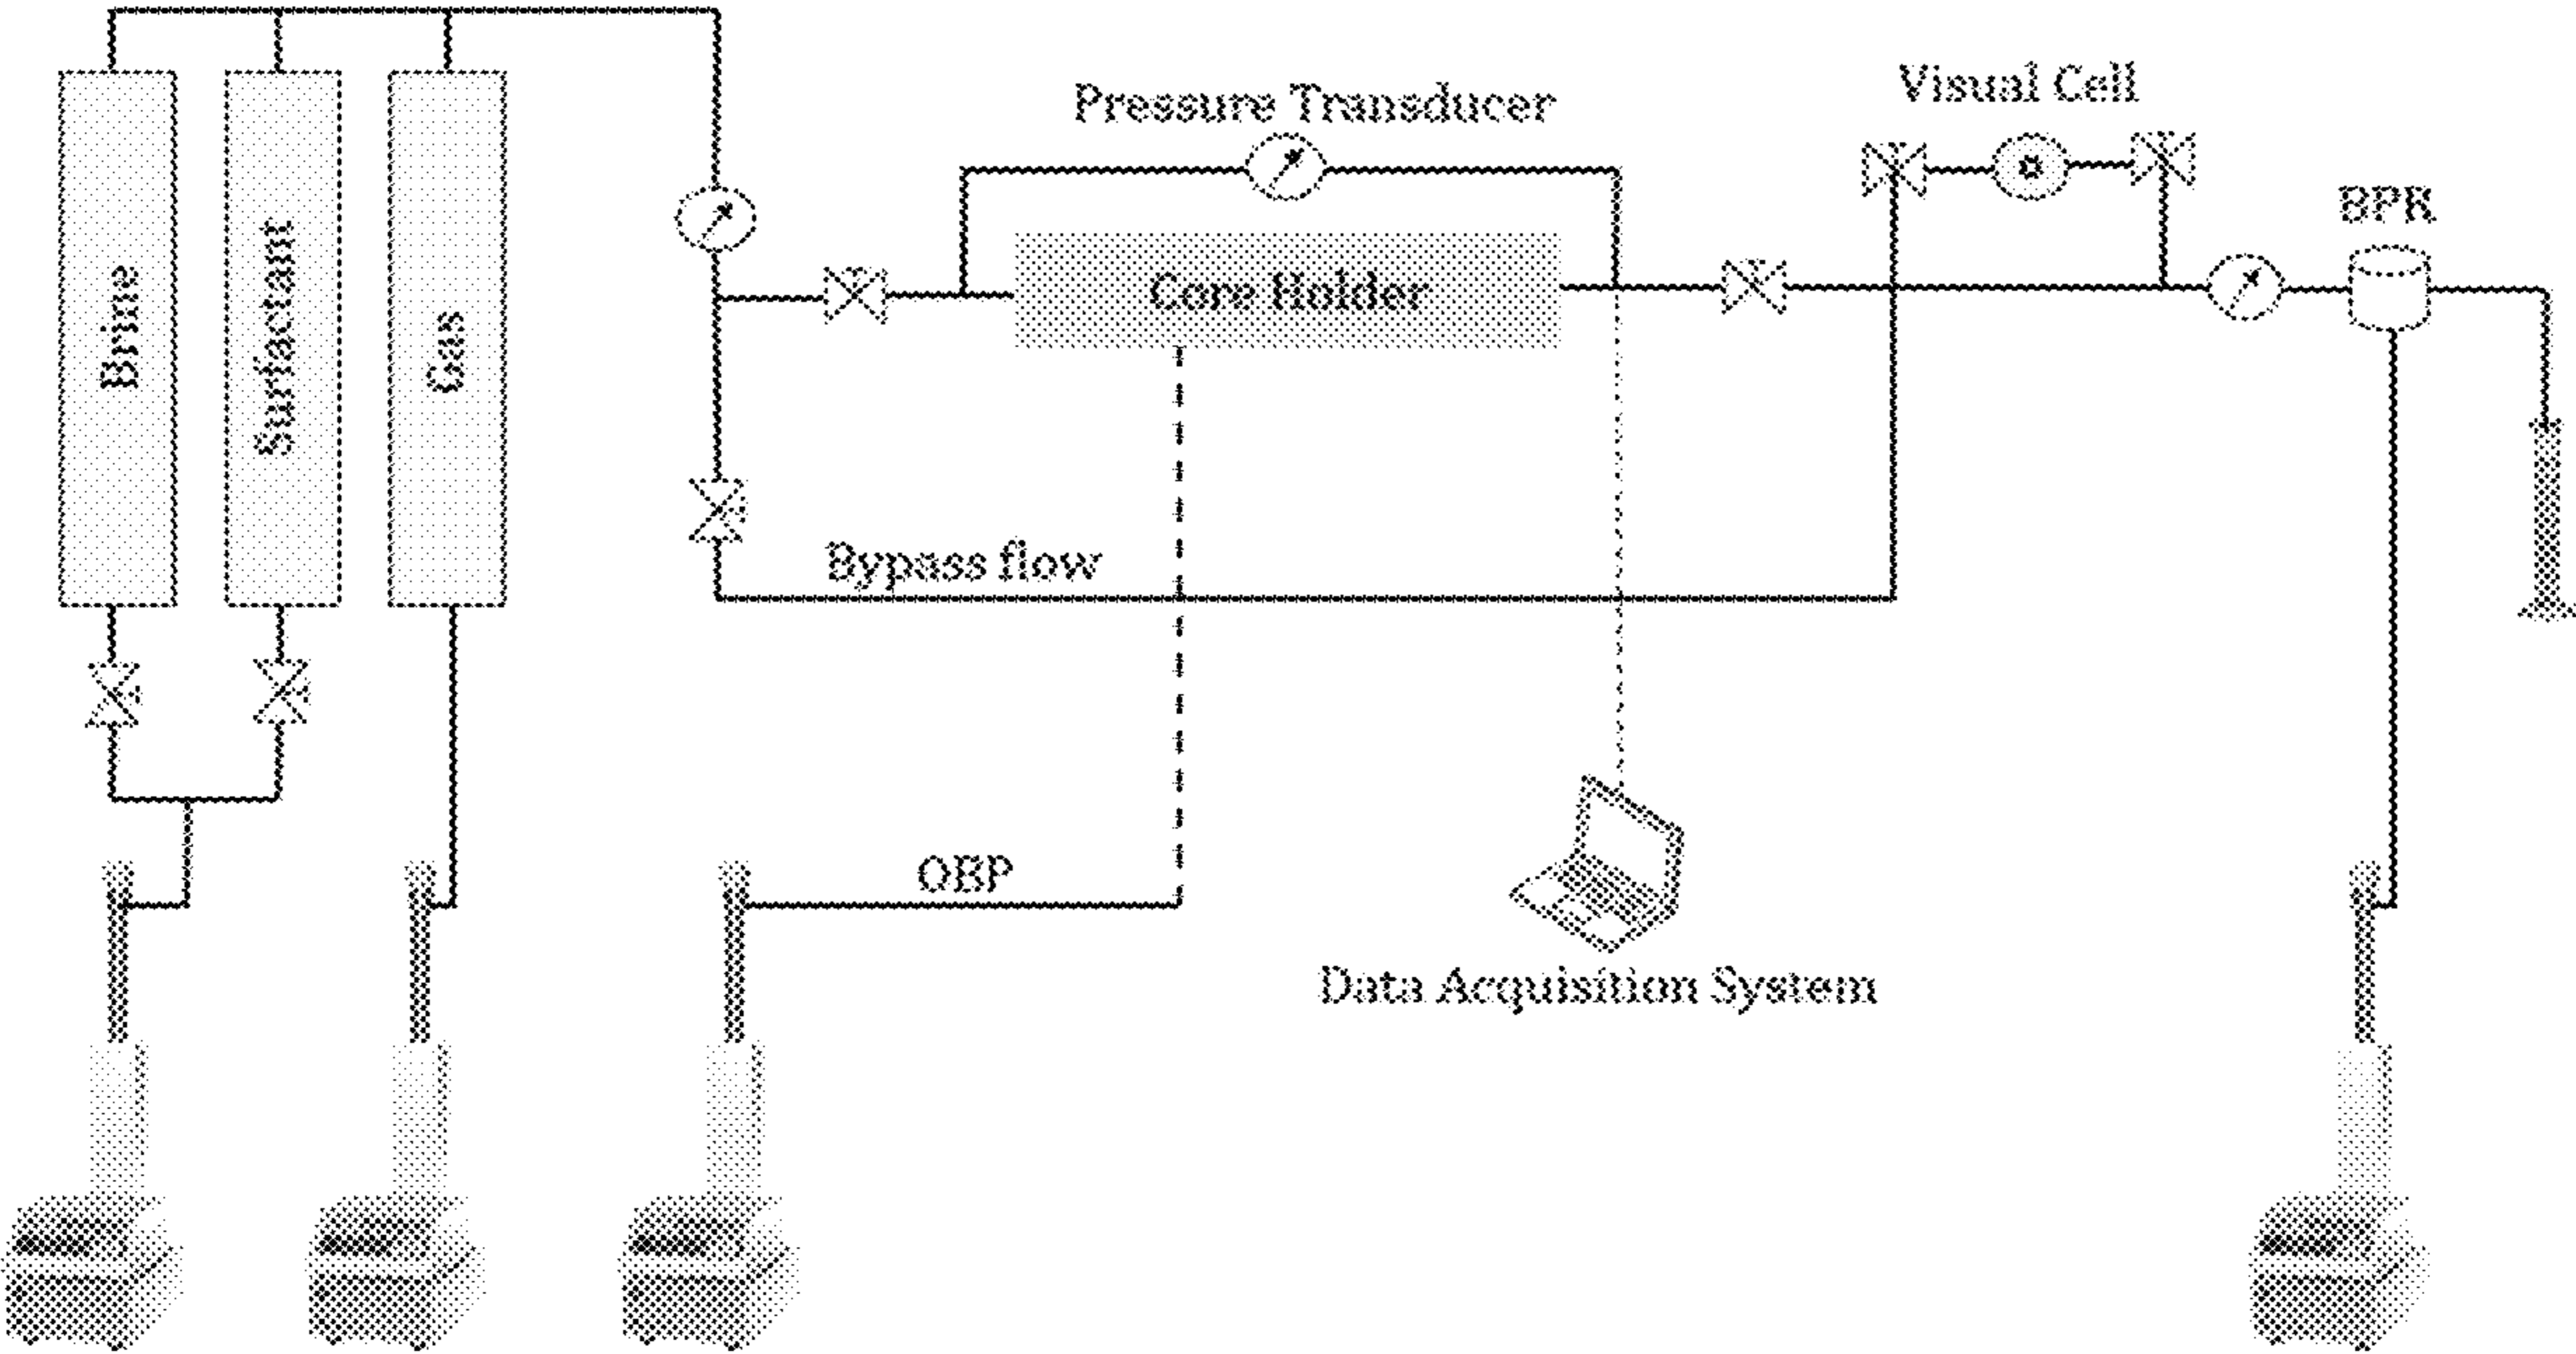 Brine
Surfactant
Gas
Pressure Transducer
Core Holder
Visual Cell
BPR
Bypass flow
OBP
Data Acquisition System